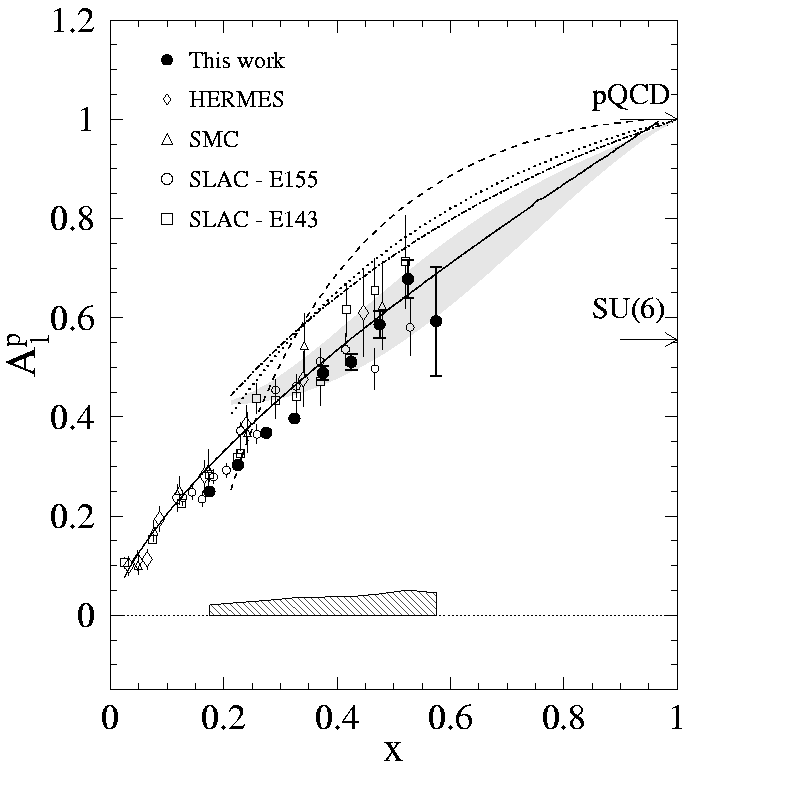 1.2
This work
HERMES
pQCD
1
SMC
SLAC - E155
0.8
SLAC - E143
A₁ᵖ
0.6
SU(6)
0.4
0.2
0
0 0.2 0.4 0.6 0.8 1
x